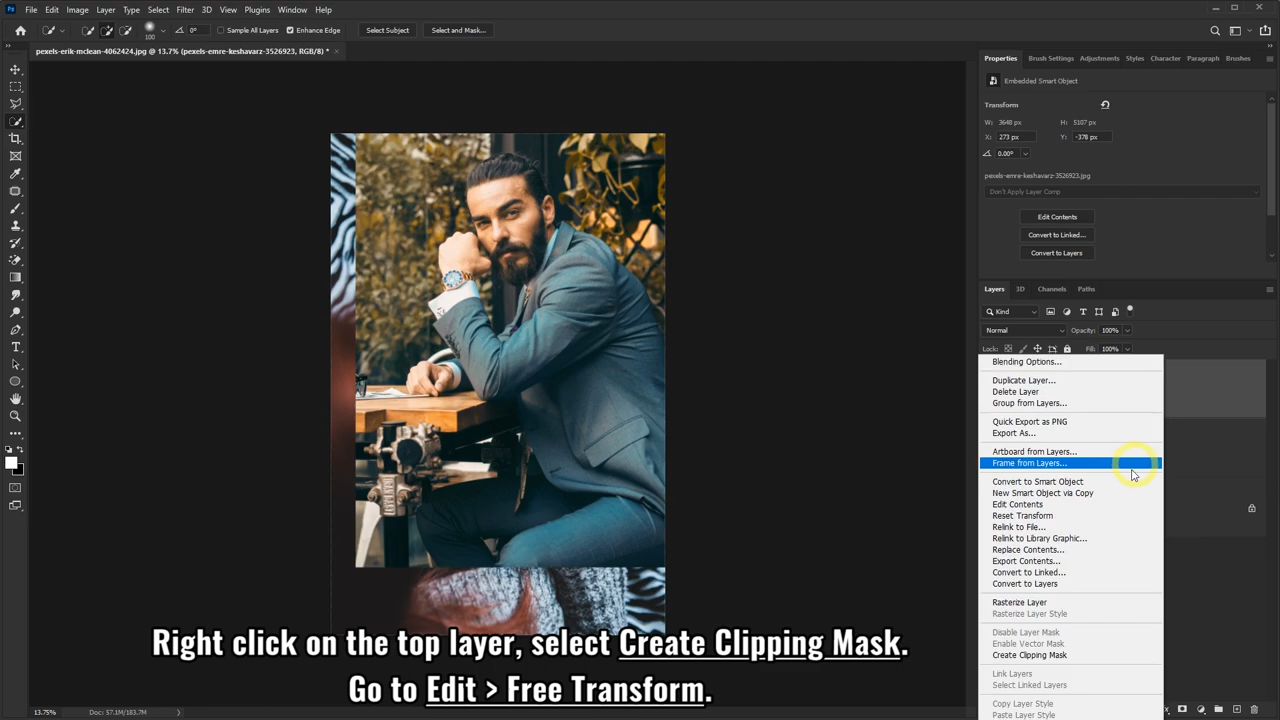 Ps File Edit Image Layer Type Select Filter 3D View Plugins Window Help
100 0° Sample All Layers Enhance Edge Select Subject Select and Mask...
pexels-erik-mclean-4062424.jpg @ 13.7% (pexels-emre-keshavarz-3526923, RGB/8) * ×
Properties Brush Settings Adjustments Styles Character Paragraph Brushes
Embedded Smart Object
Transform
W: 3648 px H: 5107 px
X: 273 px Y: -378 px
0.00°
pexels-emre-keshavarz-3526923.jpg
Don't Apply Layer Comp
Edit Contents
Convert to Linked...
Convert to Layers
Layers 3D Channels Paths
Kind
Normal Opacity: 100%
Lock: Fill: 100%
Blending Options...
Duplicate Layer...
Delete Layer
Group from Layers...
Quick Export as PNG
Export As...
Artboard from Layers...
Frame from Layers...
Convert to Smart Object
New Smart Object via Copy
Edit Contents
Reset Transform
Relink to File...
Relink to Library Graphic...
Replace Contents...
Export Contents...
Convert to Linked...
Convert to Layers
Rasterize Layer
Rasterize Layer Style
Disable Layer Mask
Enable Vector Mask
Create Clipping Mask
Link Layers
Select Linked Layers
Copy Layer Style
Paste Layer Style
Right click on the top layer, select Create Clipping Mask.
Go to Edit > Free Transform.
13.75% Doc: 57.1M/183.7M